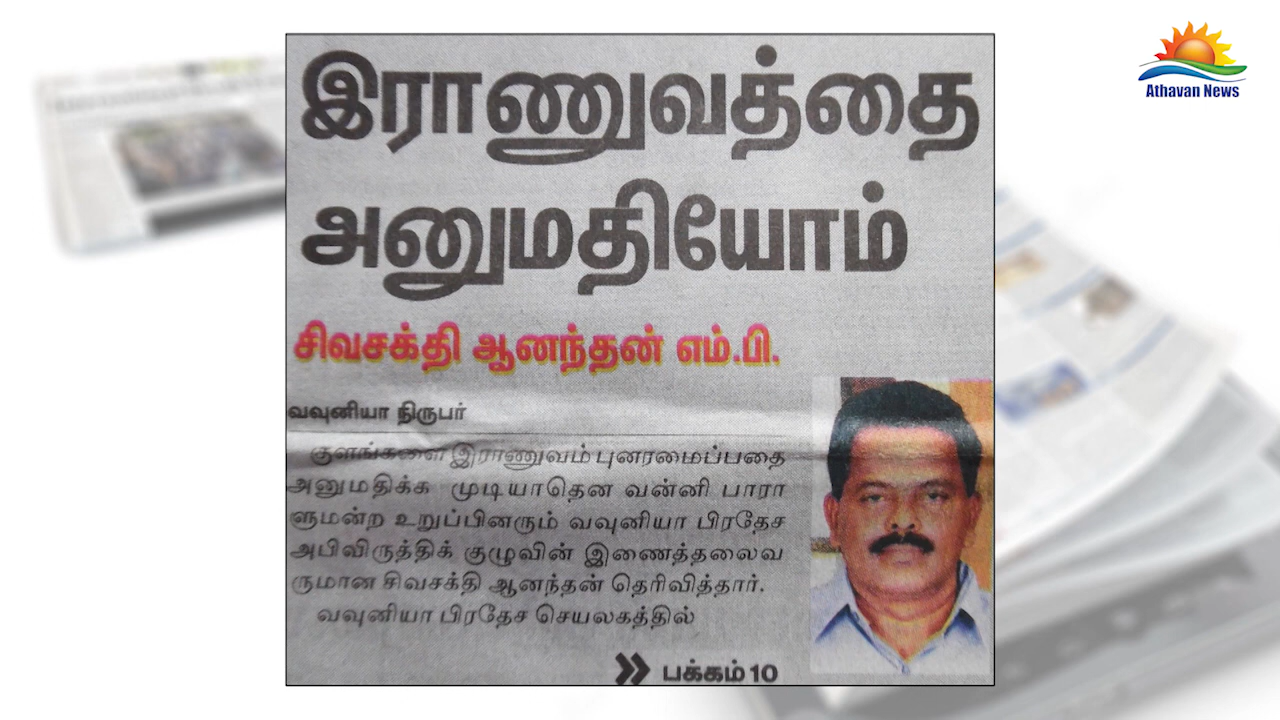 Athavan News
இராணுவத்தை
அனுமதியோம்
சிவசக்தி ஆனந்தன் எம்.பி.
வவுனியா நிருபர்
குளங்களை இராணுவம் புனரமைப்பதை
அனுமதிக்க முடியாதென வன்னி பாரா
ளுமன்ற உறுப்பினரும் வவுனியா பிரதேச
அபிவிருத்திக் குழுவின் இணைத்தலைவ
ருமான சிவசக்தி ஆனந்தன் தெரிவித்தார்.
வவுனியா பிரதேச செயலகத்தில்
பக்கம் 10